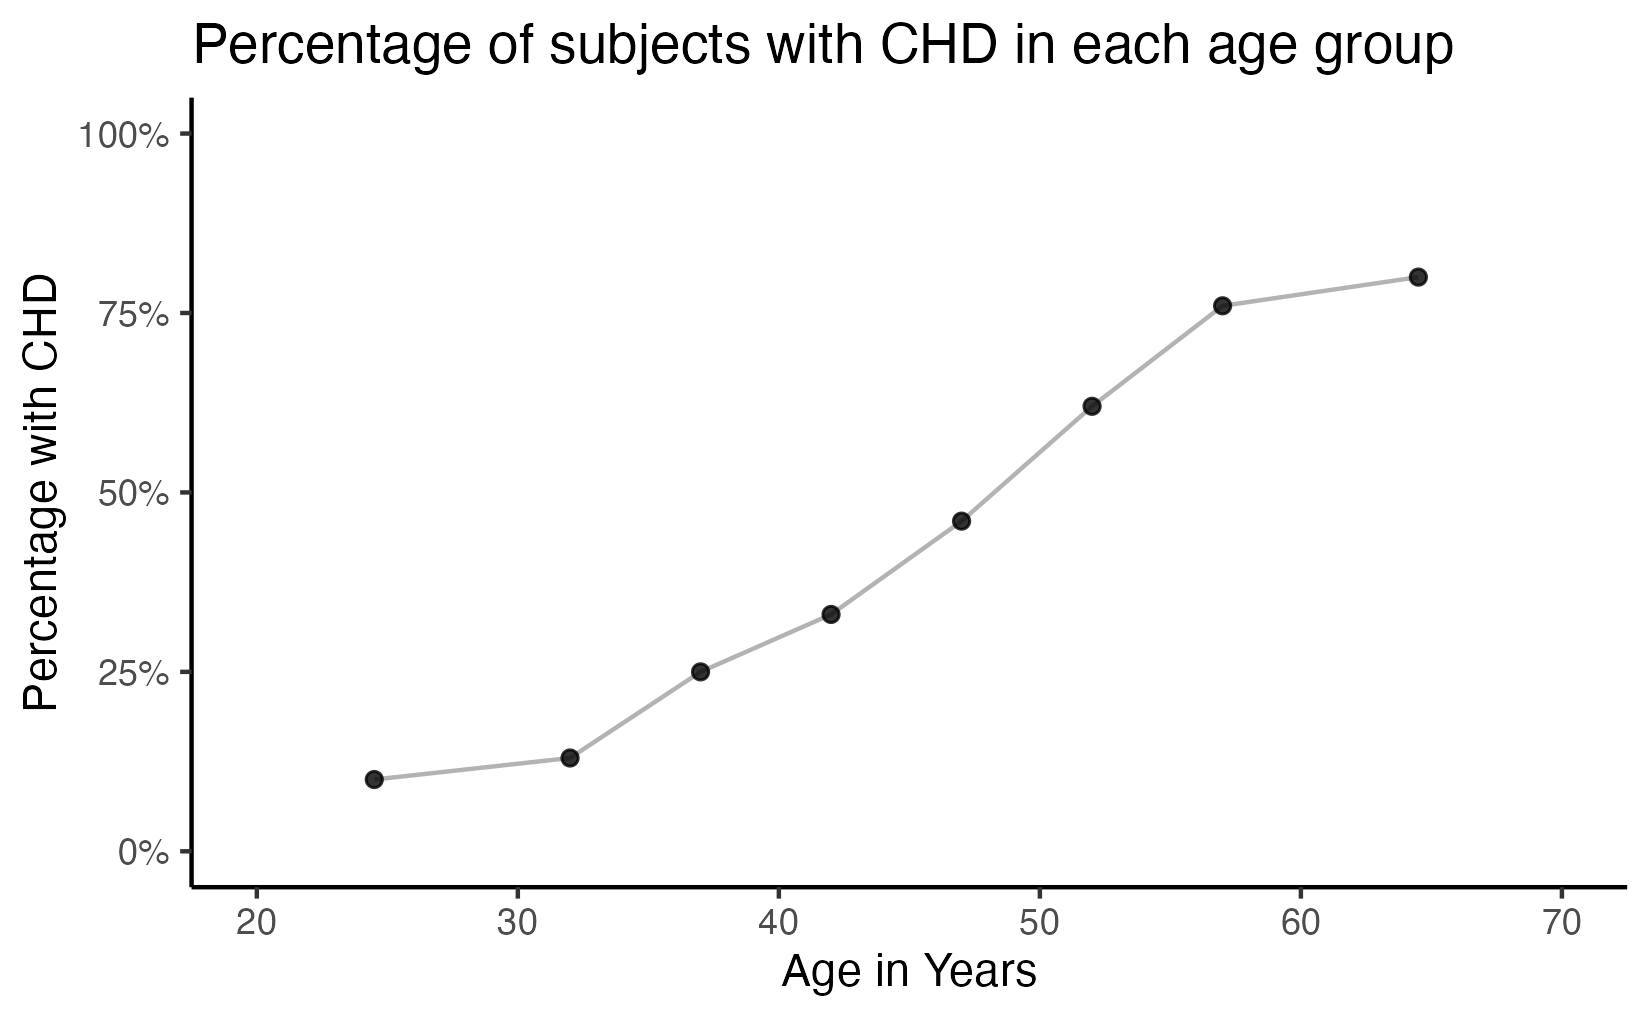 Percentage of subjects with CHD in each age group
Percentage with CHD
100%
75%
50%
25%
0%
20 30 40 50 60 70
Age in Years